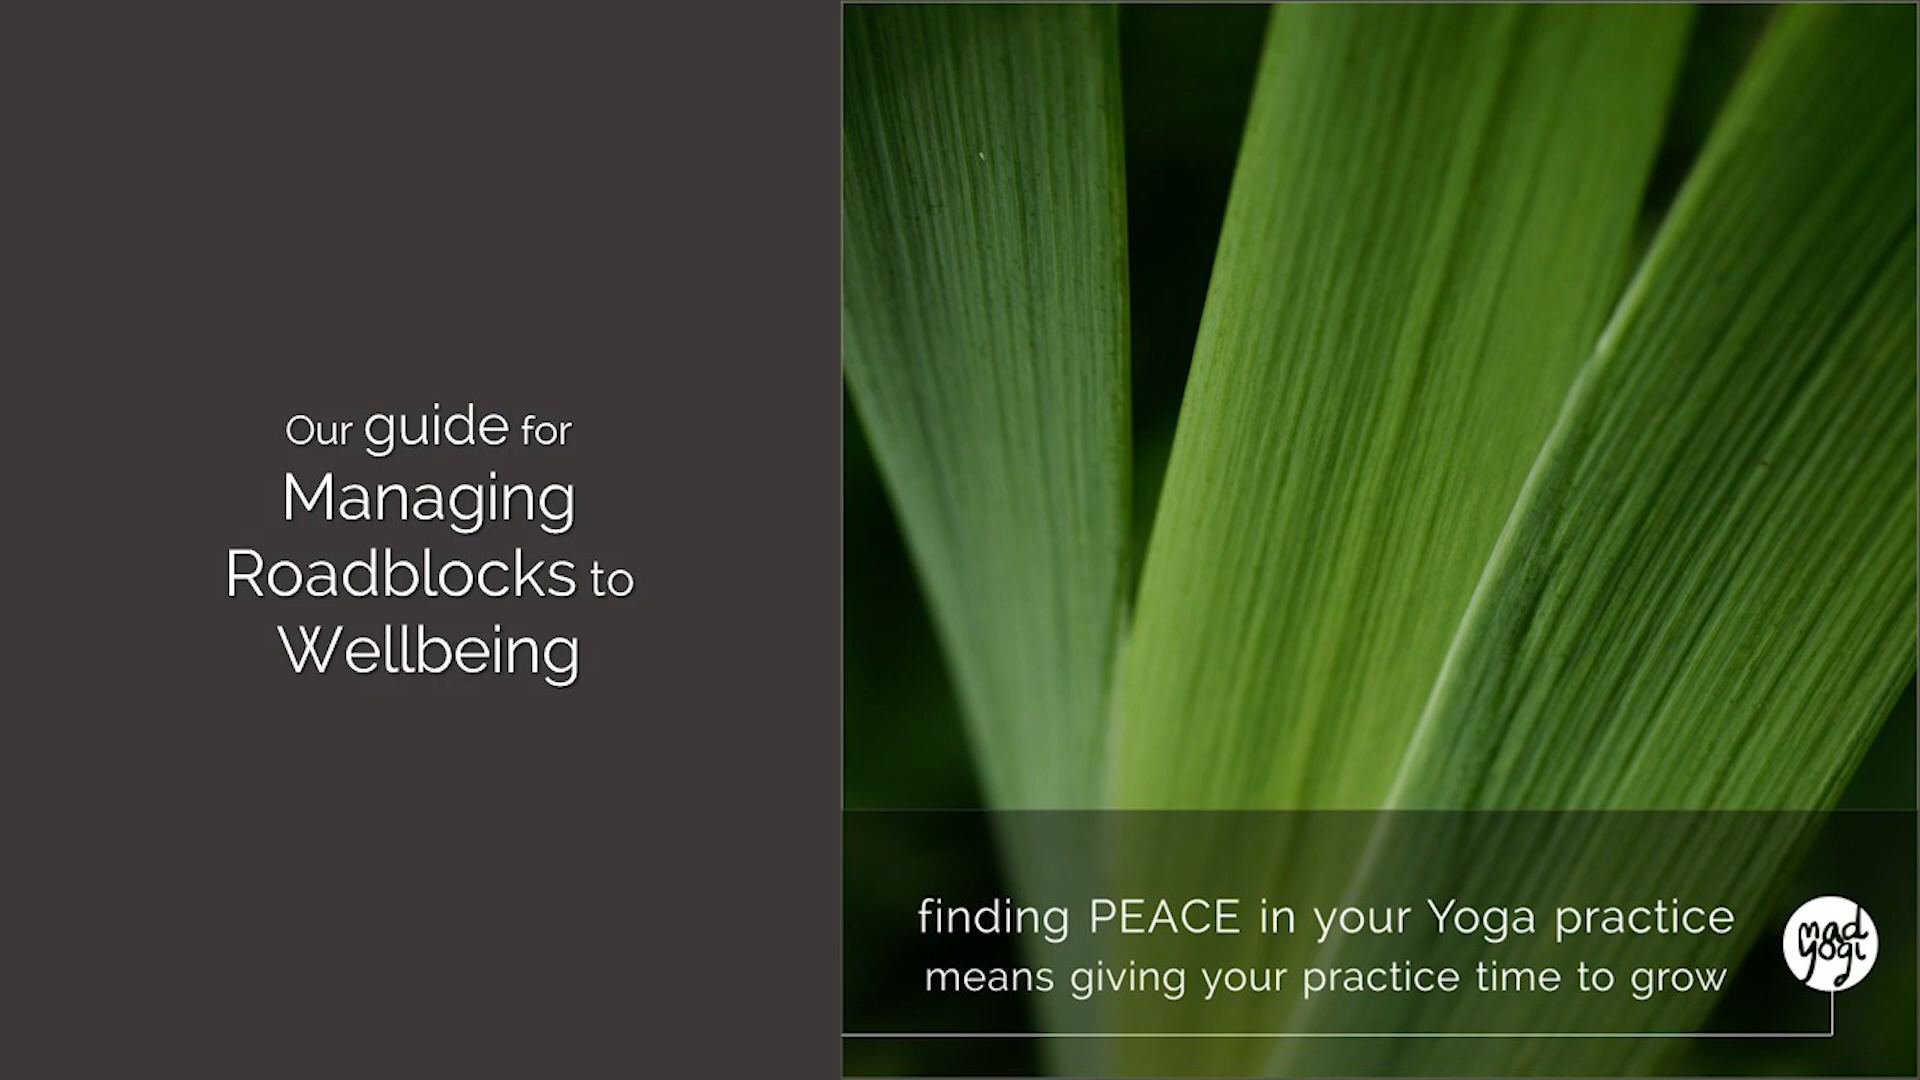 Our guide for
Managing
Roadblocks to
Wellbeing
finding PEACE in your Yoga practice
means giving your practice time to grow
mad
yogi